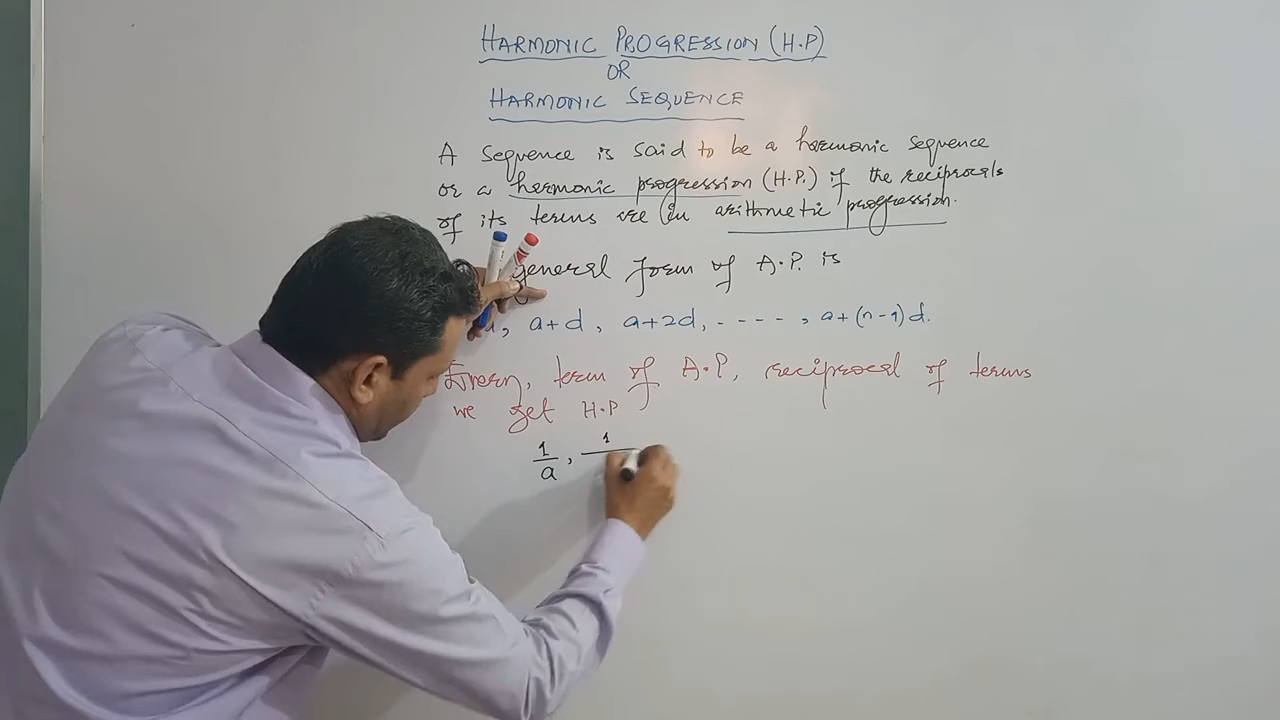 HARMONIC PROGRESSION (H.P)
OR
HARMONIC SEQUENCE
A sequence is said to be a harmonic sequence
or a harmonic progression (H.P.) if the reciprocals
of its terms are in arithmetic progression.
general form of A.P. is
, a+d, a+2d, - - - - , a+(n-1)d.
From, term of A.P, reciprocal of terms
we get H.P
1/a, 1